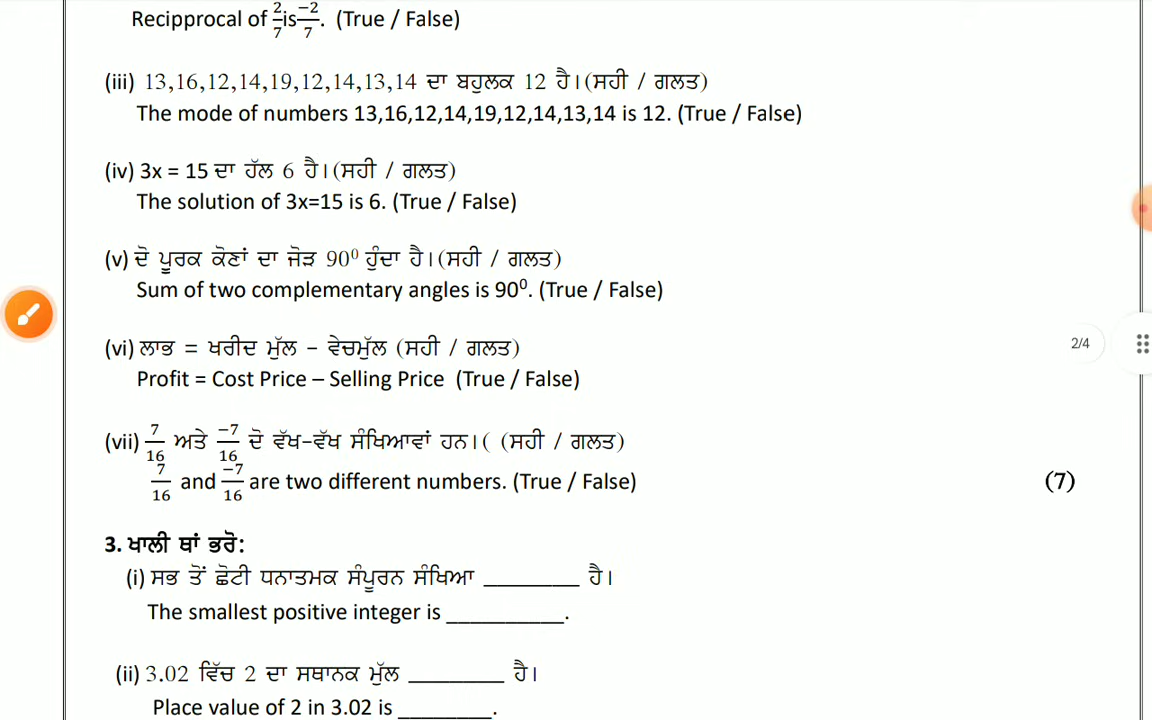 Recipprocal of 2/7 is −2/7. (True / False)
(iii) 13,16,12,14,19,12,14,13,14 ਦਾ ਬਹੁਲਕ 12 ਹੈ।(ਸਹੀ / ਗਲਤ)
The mode of numbers 13,16,12,14,19,12,14,13,14 is 12. (True / False)
(iv) 3x = 15 ਦਾ ਹੱਲ 6 ਹੈ।(ਸਹੀ / ਗਲਤ)
The solution of 3x=15 is 6. (True / False)
(v) ਦੋ ਪੂਰਕ ਕੋਣਾਂ ਦਾ ਜੋੜ 90⁰ ਹੁੰਦਾ ਹੈ।(ਸਹੀ / ਗਲਤ)
Sum of two complementary angles is 90⁰. (True / False)
(vi) ਲਾਭ = ਖਰੀਦ ਮੁੱਲ – ਵੇਚਮੁੱਲ (ਸਹੀ / ਗਲਤ)
2/4
Profit = Cost Price – Selling Price (True / False)
(vii) 7/16 ਅਤੇ −7/16 ਦੋ ਵੱਖ-ਵੱਖ ਸੰਖਿਆਵਾਂ ਹਨ।( (ਸਹੀ / ਗਲਤ)
7/16 and −7/16 are two different numbers. (True / False) (7)
3. ਖਾਲੀ ਥਾਂ ਭਰੋ:
(i) ਸਭ ਤੋਂ ਛੋਟੀ ਧਨਾਤਮਕ ਸੰਪੂਰਨ ਸੰਖਿਆ ________ ਹੈ।
The smallest positive integer is __________.
(ii) 3.02 ਵਿੱਚ 2 ਦਾ ਸਥਾਨਕ ਮੁੱਲ ________ ਹੈ।
Place value of 2 in 3.02 is ________.